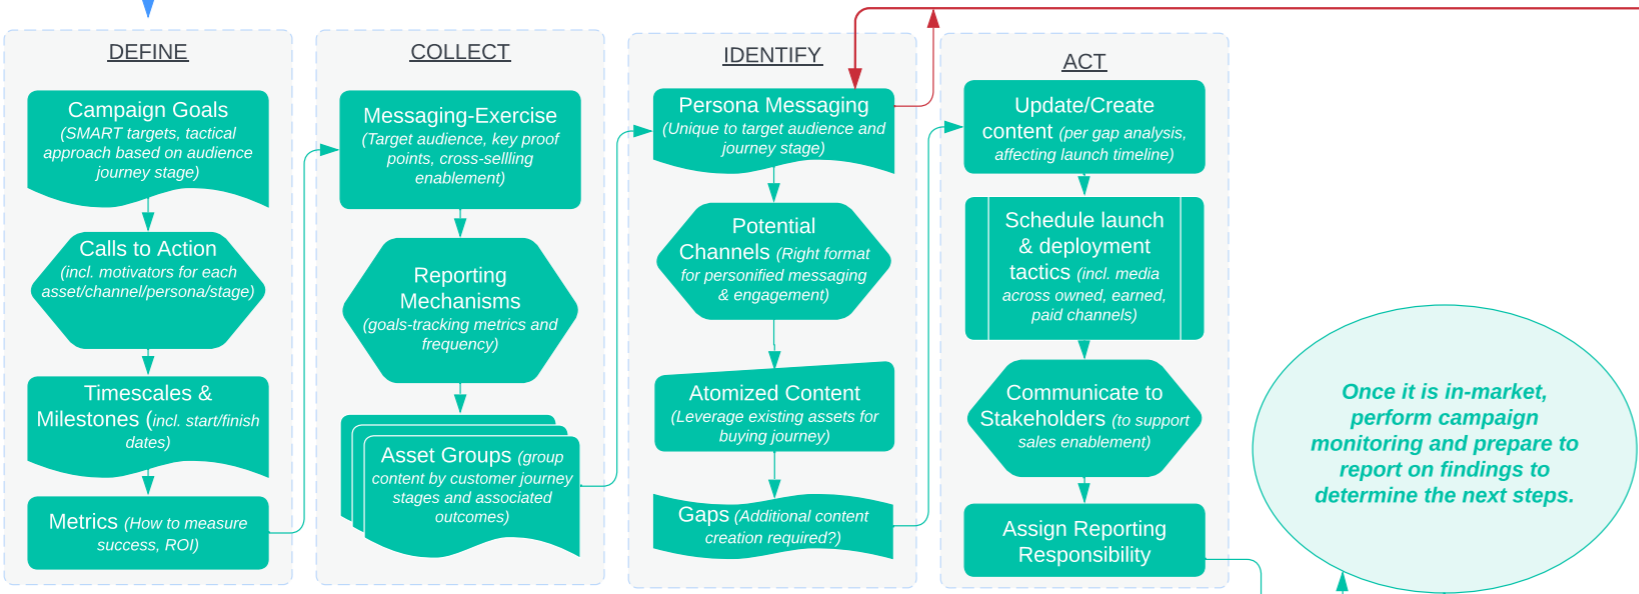 DEFINE
Campaign Goals
(SMART targets, tactical
approach based on audience
journey stage)
Calls to Action
(incl. motivators for each
asset/channel/persona/stage)
Timescales &
Milestones (incl. start/finish
dates)
Metrics (How to measure
success, ROI)
COLLECT
Messaging-Exercise
(Target audience, key proof
points, cross-sellling
enablement)
Reporting
Mechanisms
(goals-tracking metrics and
frequency)
Asset Groups (group
content by customer journey
stages and associated
outcomes)
IDENTIFY
Persona Messaging
(Unique to target audience and
journey stage)
Potential
Channels (Right format
for personified messaging
& engagement)
Atomized Content
(Leverage existing assets for
buying journey)
Gaps (Additional content
creation required?)
ACT
Update/Create
content (per gap analysis,
affecting launch timeline)
Schedule launch
& deployment
tactics (incl. media
across owned, earned,
paid channels)
Communicate to
Stakeholders (to support
sales enablement)
Assign Reporting
Responsibility
Once it is in-market,
perform campaign
monitoring and prepare to
report on findings to
determine the next steps.